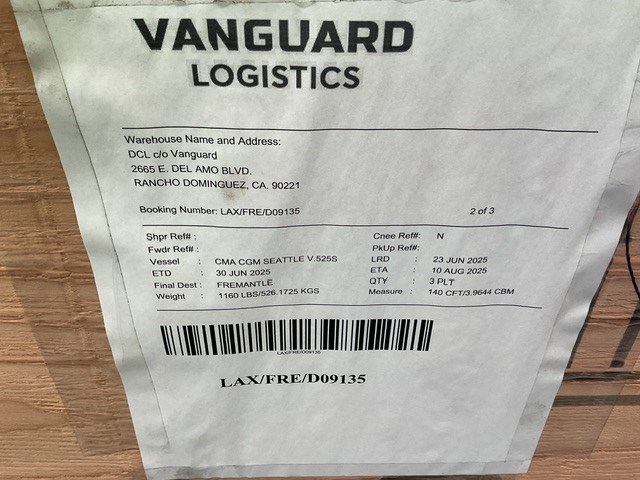 VANGUARD
LOGISTICS
Warehouse Name and Address:
DCL c/o Vanguard
2665 E. DEL AMO BLVD.
RANCHO DOMINGUEZ, CA. 90221
Booking Number: LAX/FRE/D09135 2 of 3
Shpr Ref# : Cnee Ref#: N
Fwdr Ref# : PkUp Ref#:
Vessel : CMA CGM SEATTLE V.525S LRD : 23 JUN 2025
ETD : 30 JUN 2025 ETA : 10 AUG 2025
Final Dest : FREMANTLE QTY : 3 PLT
Weight : 1160 LBS/526.1725 KGS Measure : 140 CFT/3.9644 CBM
LAX/FRE/D09135
LAX/FRE/D09135